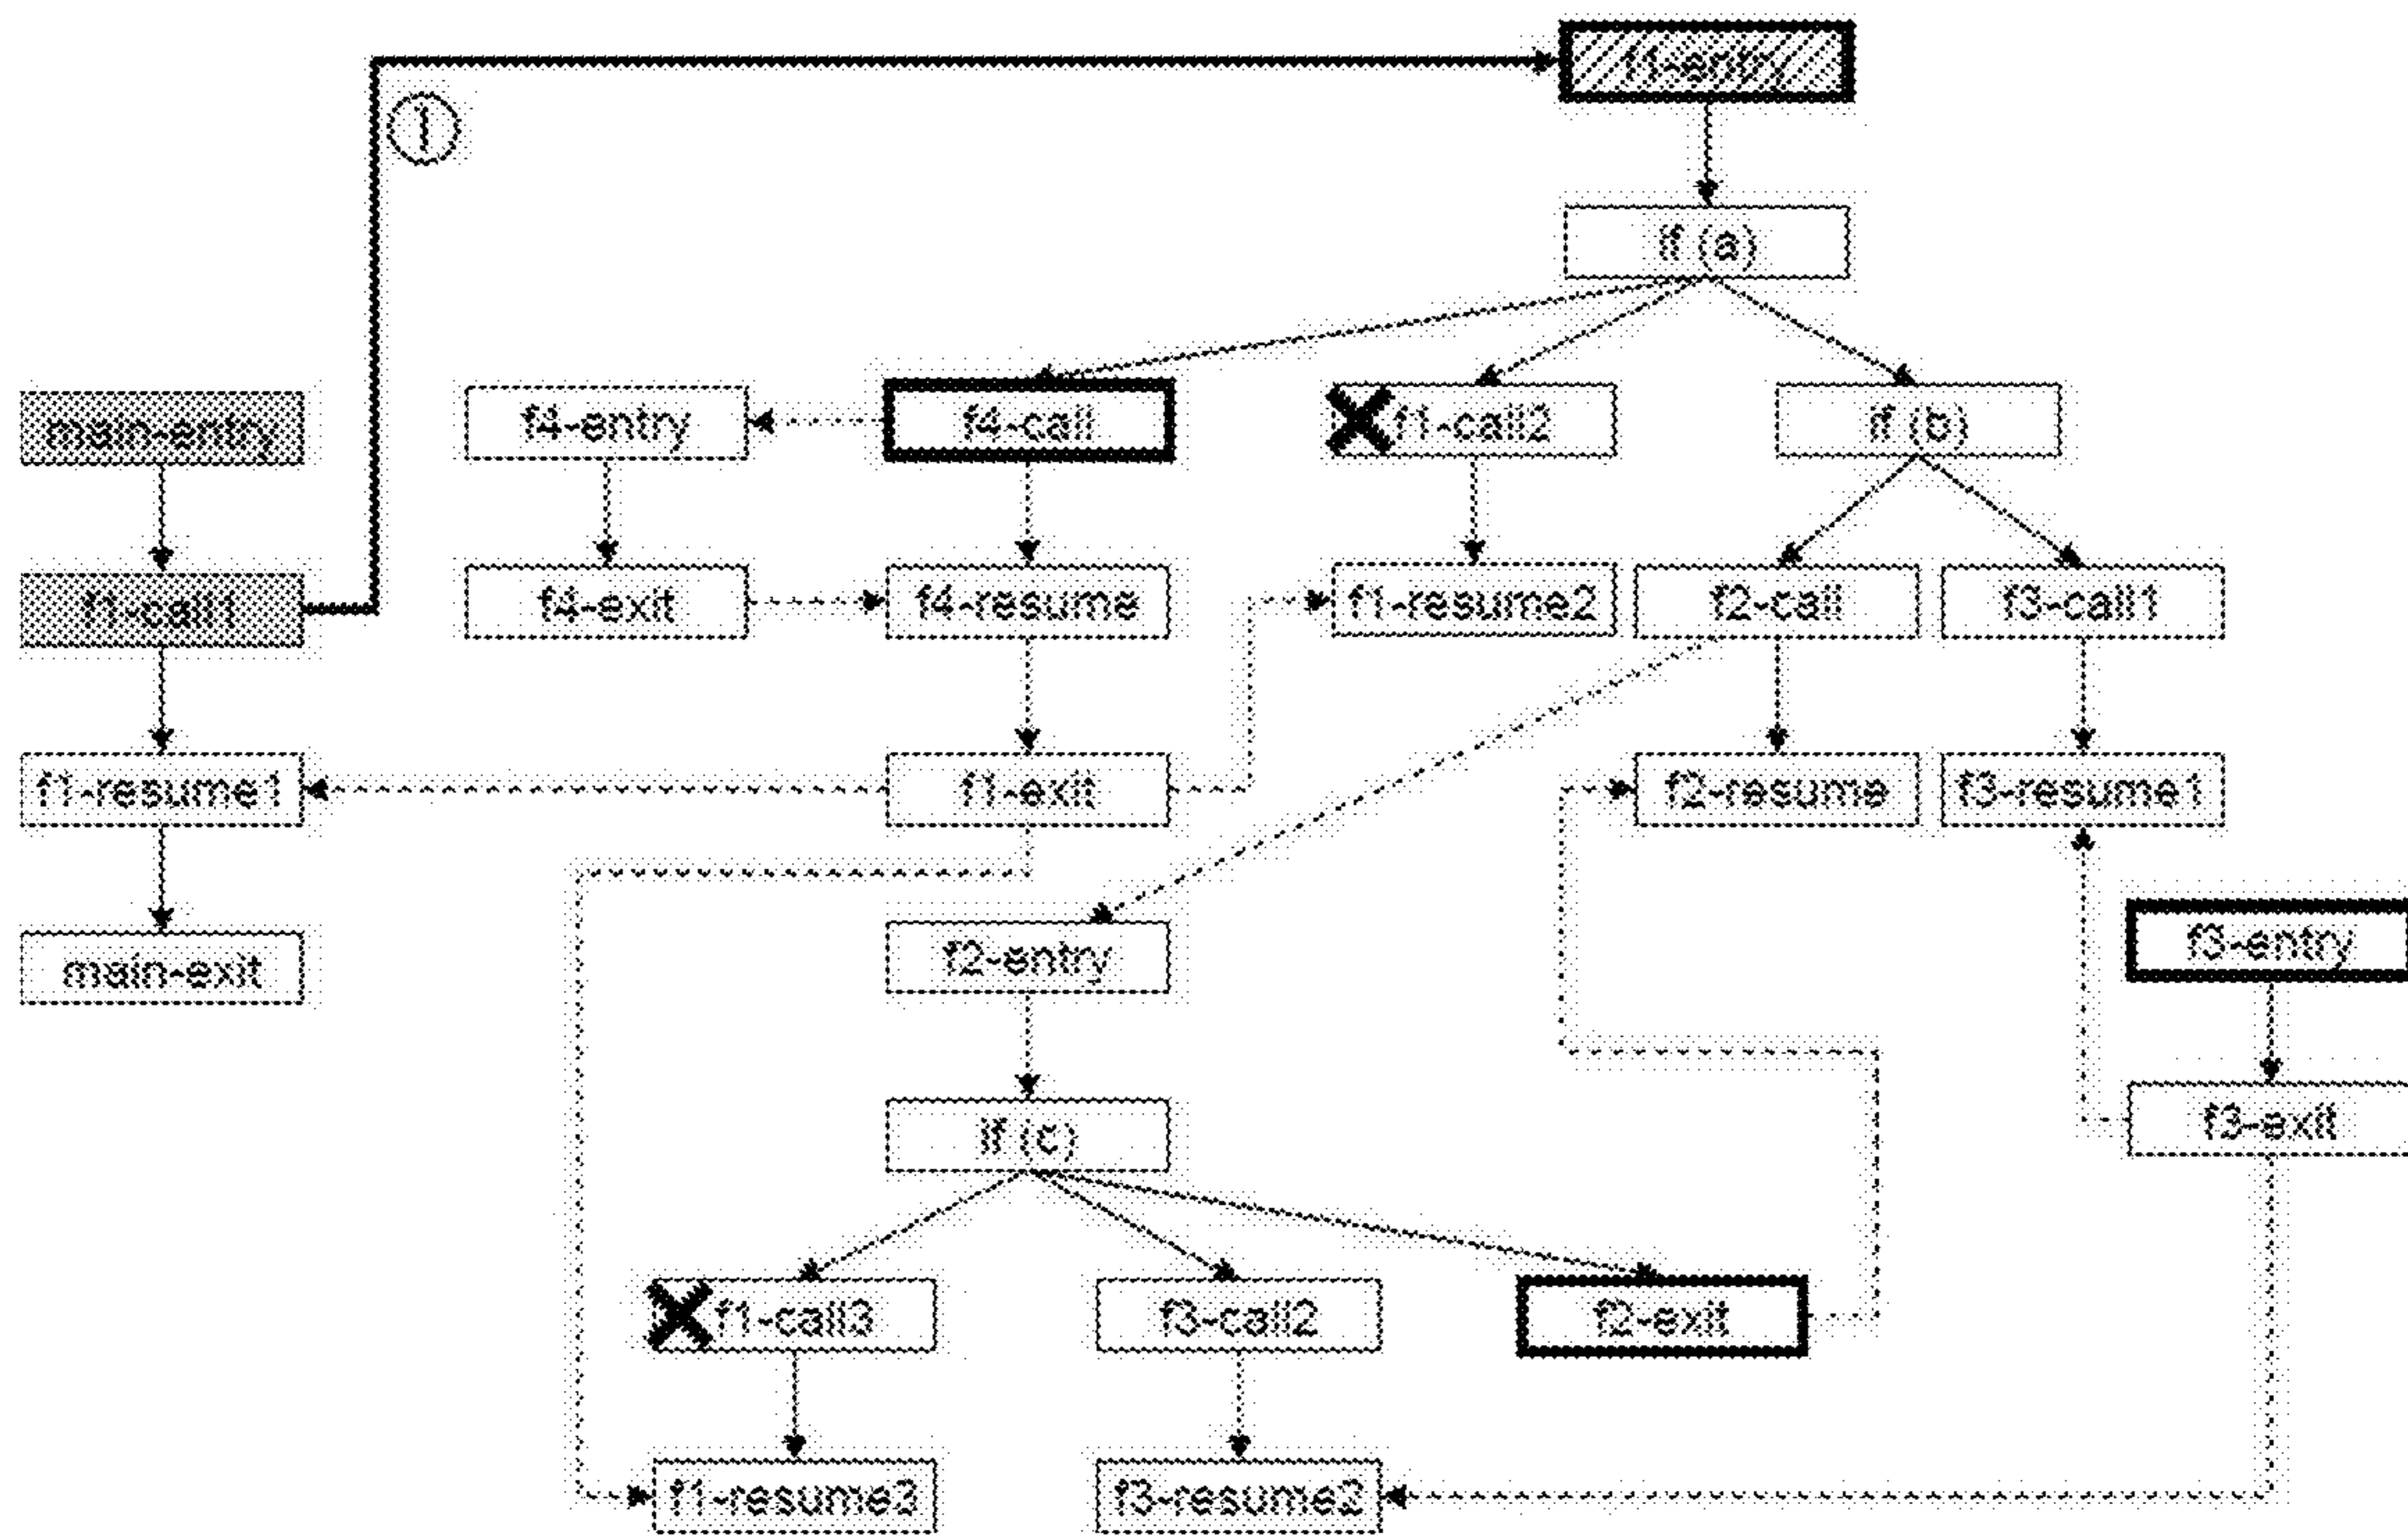 f1-entry
①
if (a)
main-entry
f4-entry
f4-call
f1-call2
if (b)
f1-call1
f4-exit
f4-resume
f1-resume2
f2-call
f3-call1
f1-resume1
f1-exit
f2-resume
f3-resume1
main-exit
f2-entry
f3-entry
if (c)
f3-exit
f1-call3
f3-call2
f2-exit
f1-resume3
f3-resume2